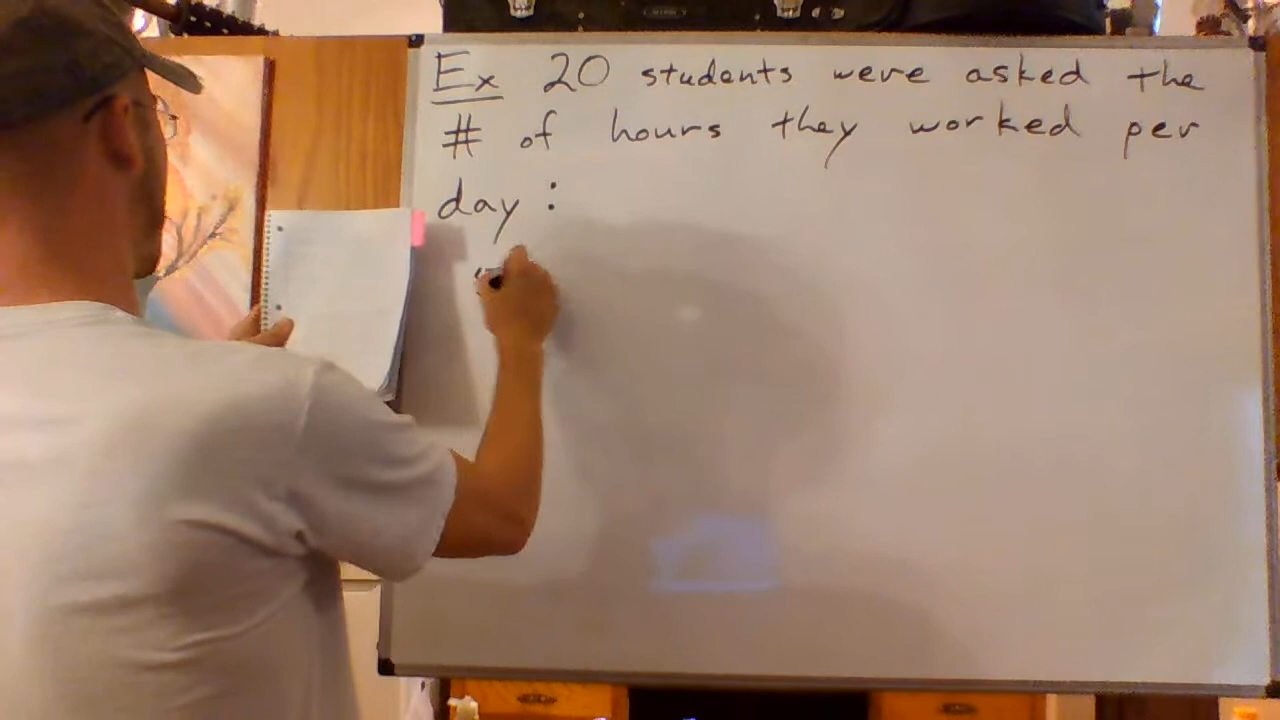 Ex 20 students were asked the
# of hours they worked per
day :